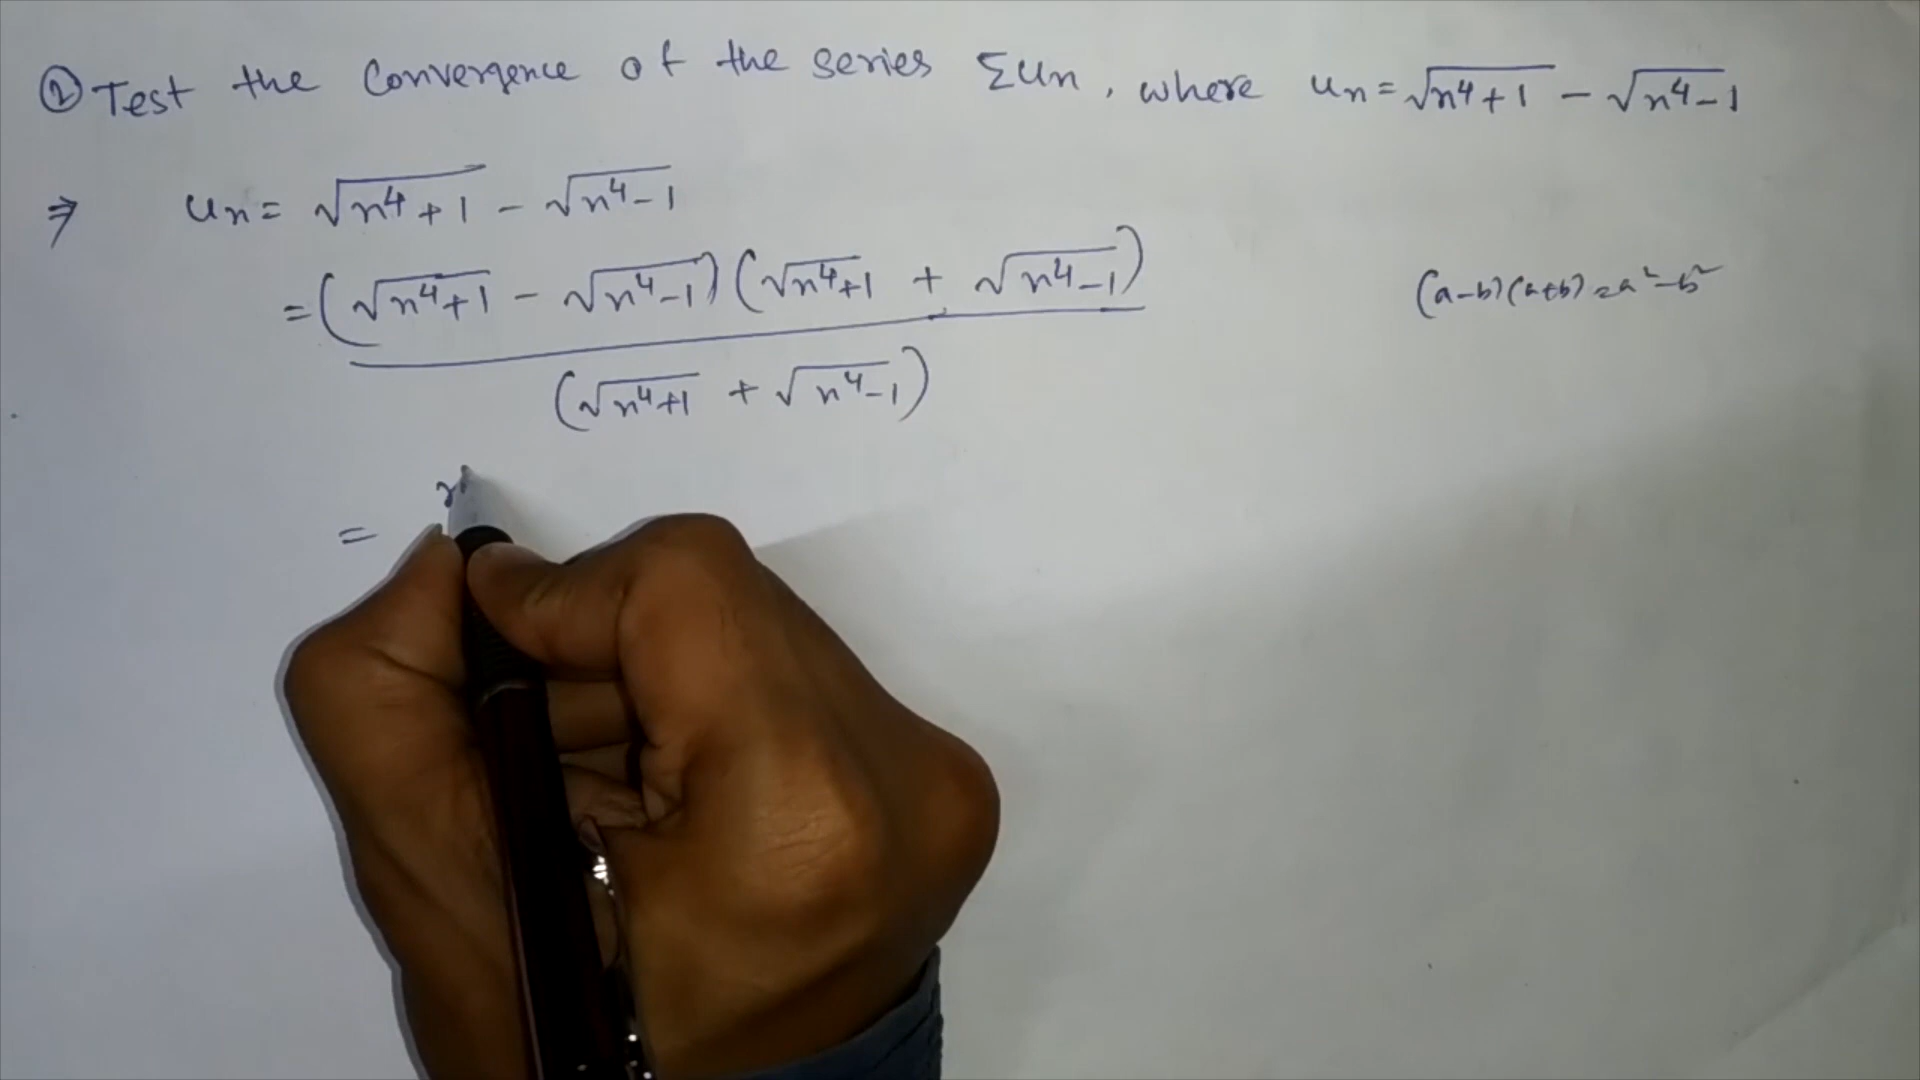 ② Test the Convergence of the series Σun, where un = √n⁴+1 − √n⁴−1
⇒ un = √n⁴+1 − √n⁴−1
= (√n⁴+1 − √n⁴−1) (√n⁴+1 + √n⁴−1)
(a−b)(a+b) = a² − b²
(√n⁴+1 + √n⁴−1)
=